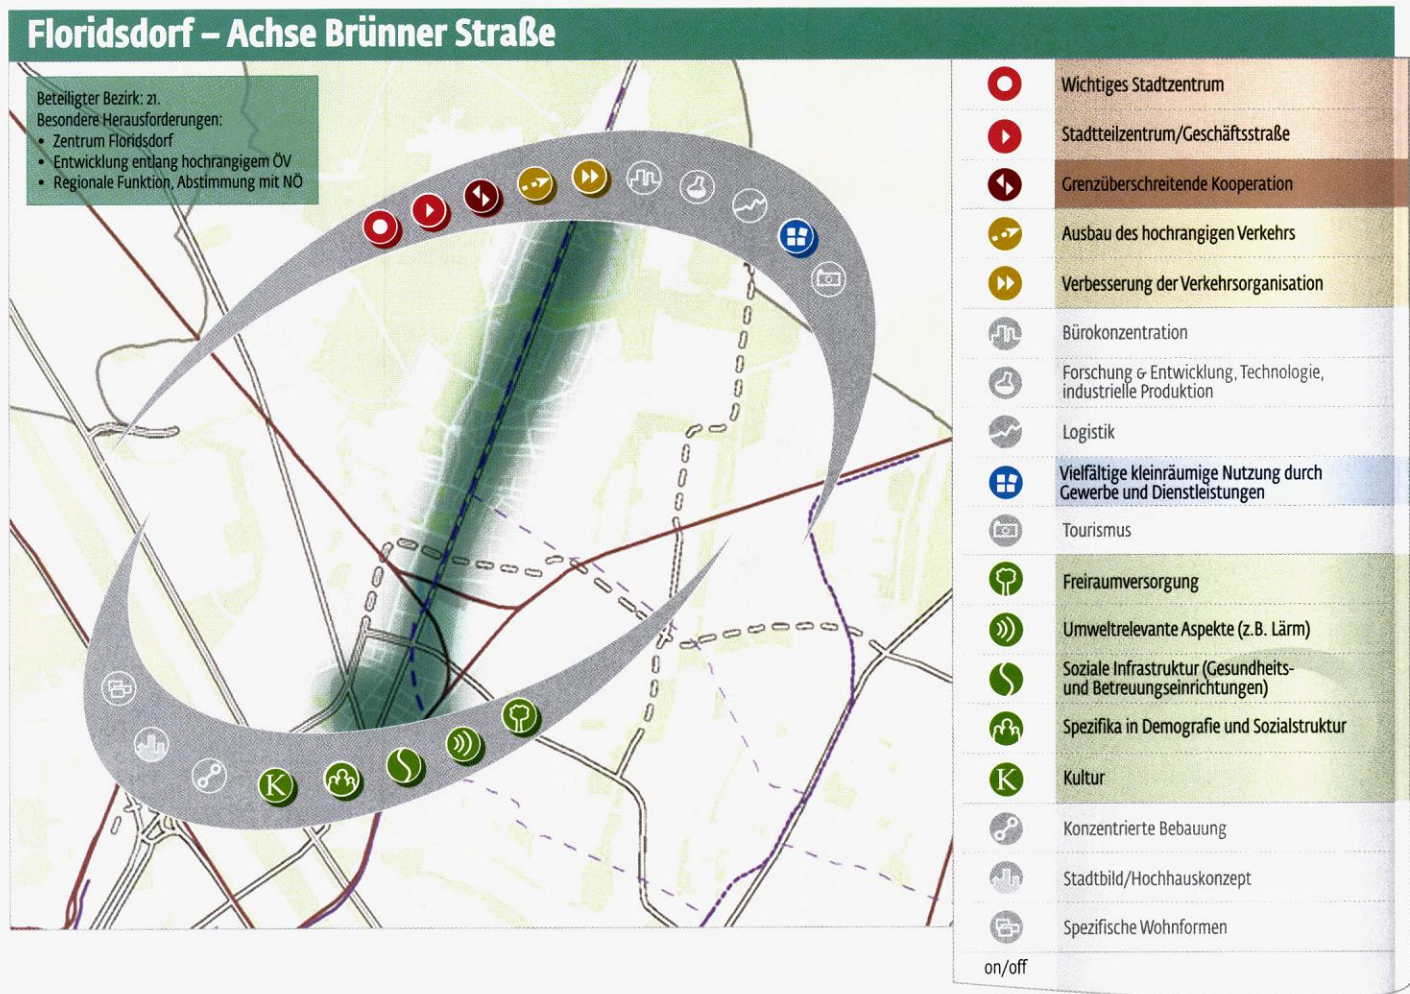 Floridsdorf – Achse Brünner Straße
Beteiligter Bezirk: 21.
Besondere Herausforderungen:
• Zentrum Floridsdorf
• Entwicklung entlang hochrangigem ÖV
• Regionale Funktion, Abstimmung mit NÖ
K
Wichtiges Stadtzentrum
Stadtteilzentrum/Geschäftsstraße
Grenzüberschreitende Kooperation
Ausbau des hochrangigen Verkehrs
Verbesserung der Verkehrsorganisation
Bürokonzentration
Forschung & Entwicklung, Technologie,
industrielle Produktion
Logistik
Vielfältige kleinräumige Nutzung durch
Gewerbe und Dienstleistungen
Tourismus
Freiraumversorgung
Umweltrelevante Aspekte (z.B. Lärm)
Soziale Infrastruktur (Gesundheits-
und Betreuungseinrichtungen)
Spezifika in Demografie und Sozialstruktur
K Kultur
Konzentrierte Bebauung
Stadtbild/Hochhauskonzept
Spezifische Wohnformen
on/off